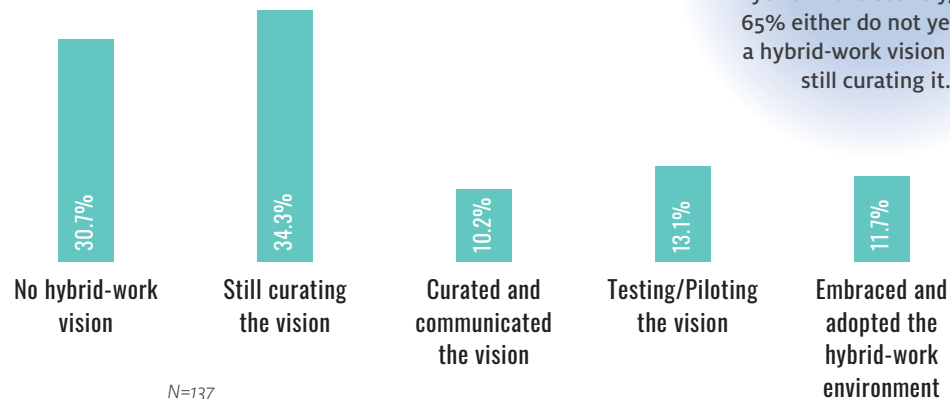 65% either do not ye
a hybrid-work vision
still curating it.
30.7%
34.3%
10.2%
13.1%
11.7%
No hybrid-work
vision
Still curating
the vision
Curated and
communicated
the vision
Testing/Piloting
the vision
Embraced and
adopted the
hybrid-work
environment
N=137